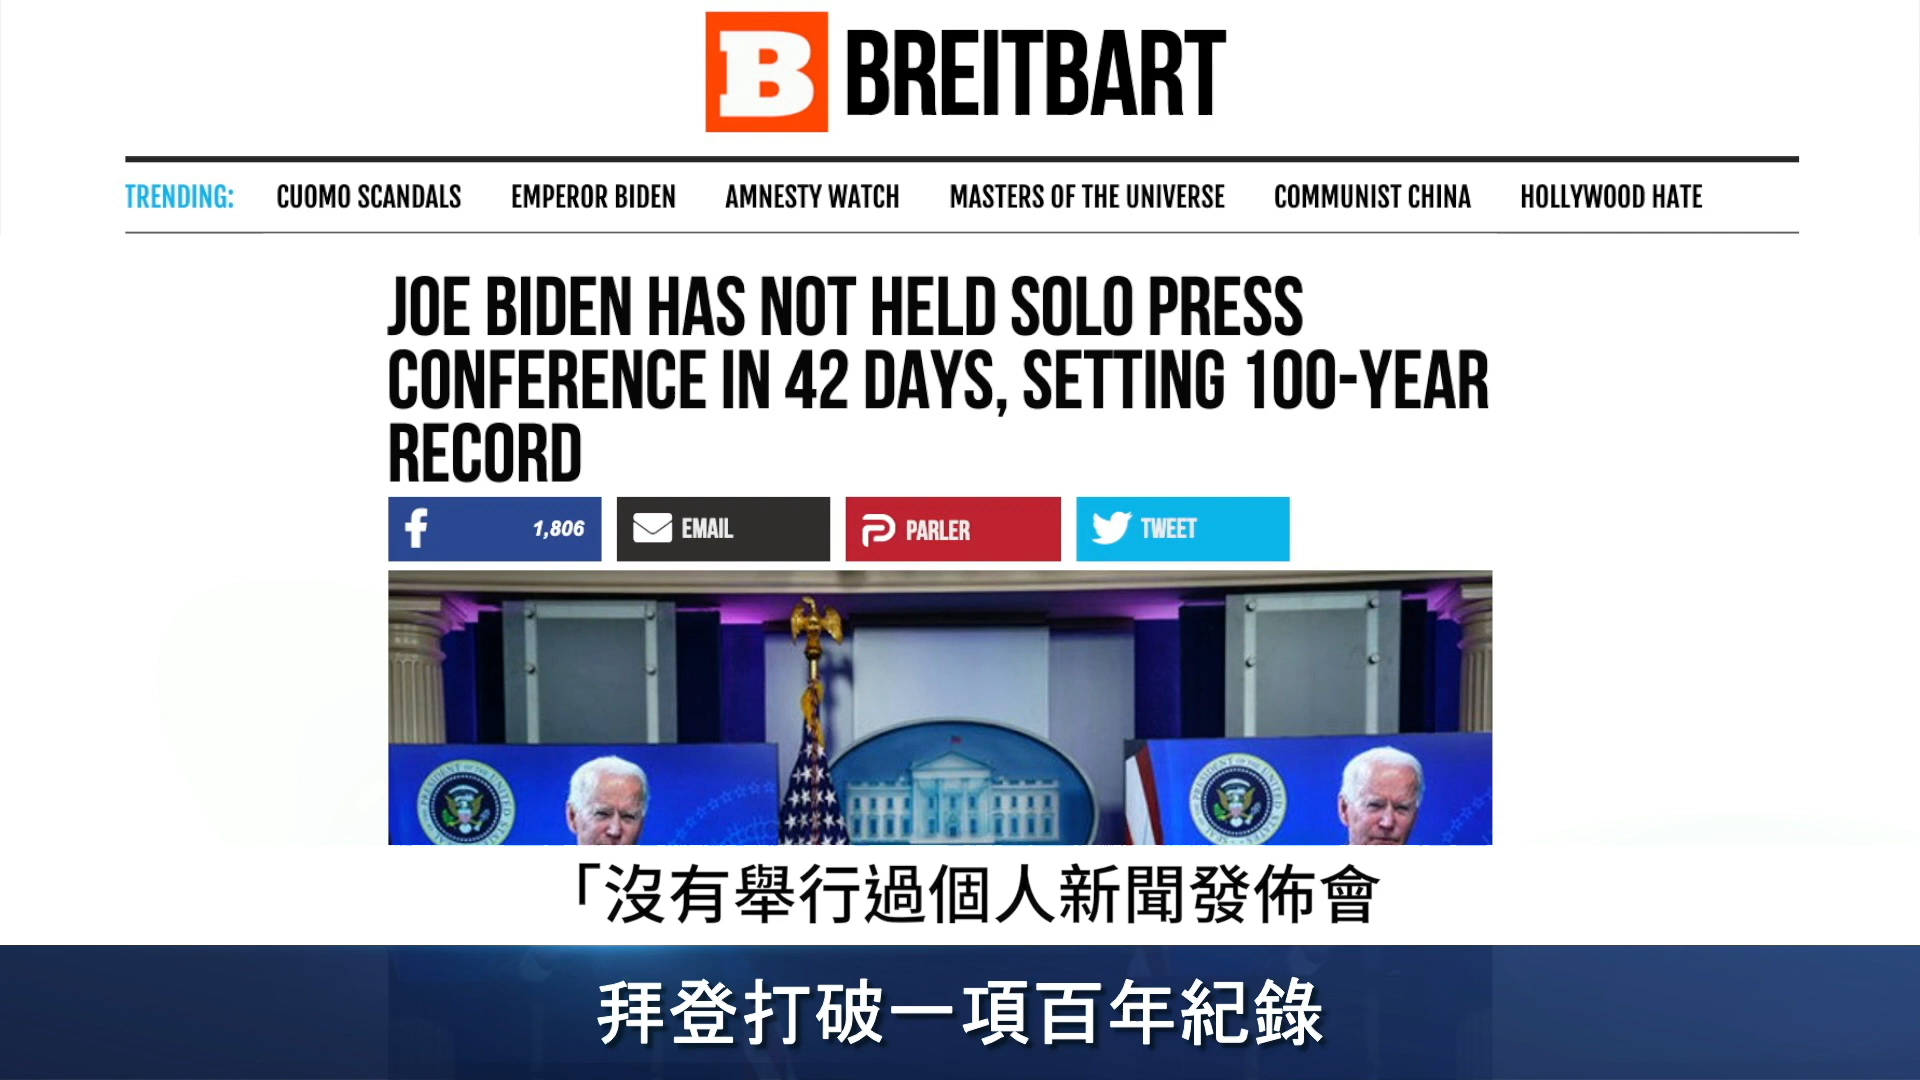 B BREITBART
TRENDING: CUOMO SCANDALS EMPEROR BIDEN AMNESTY WATCH MASTERS OF THE UNIVERSE COMMUNIST CHINA HOLLYWOOD HATE
JOE BIDEN HAS NOT HELD SOLO PRESS
CONFERENCE IN 42 DAYS, SETTING 100-YEAR
RECORD
f 1,806 EMAIL PARLER TWEET
「沒有舉行過個人新聞發佈會
拜登打破一項百年紀錄